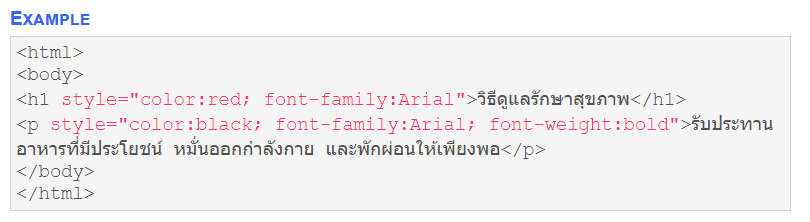 EXAMPLE
<html>
<body>
<h1 style="color:red; font-family:Arial">วิธีดูแลรักษาสุขภาพ</h1>
<p style="color:black; font-family:Arial; font-weight:bold">รับประทาน
อาหารที่มีประโยชน์ หมั่นออกกำลังกาย และพักผ่อนให้เพียงพอ</p>
</body>
</html>